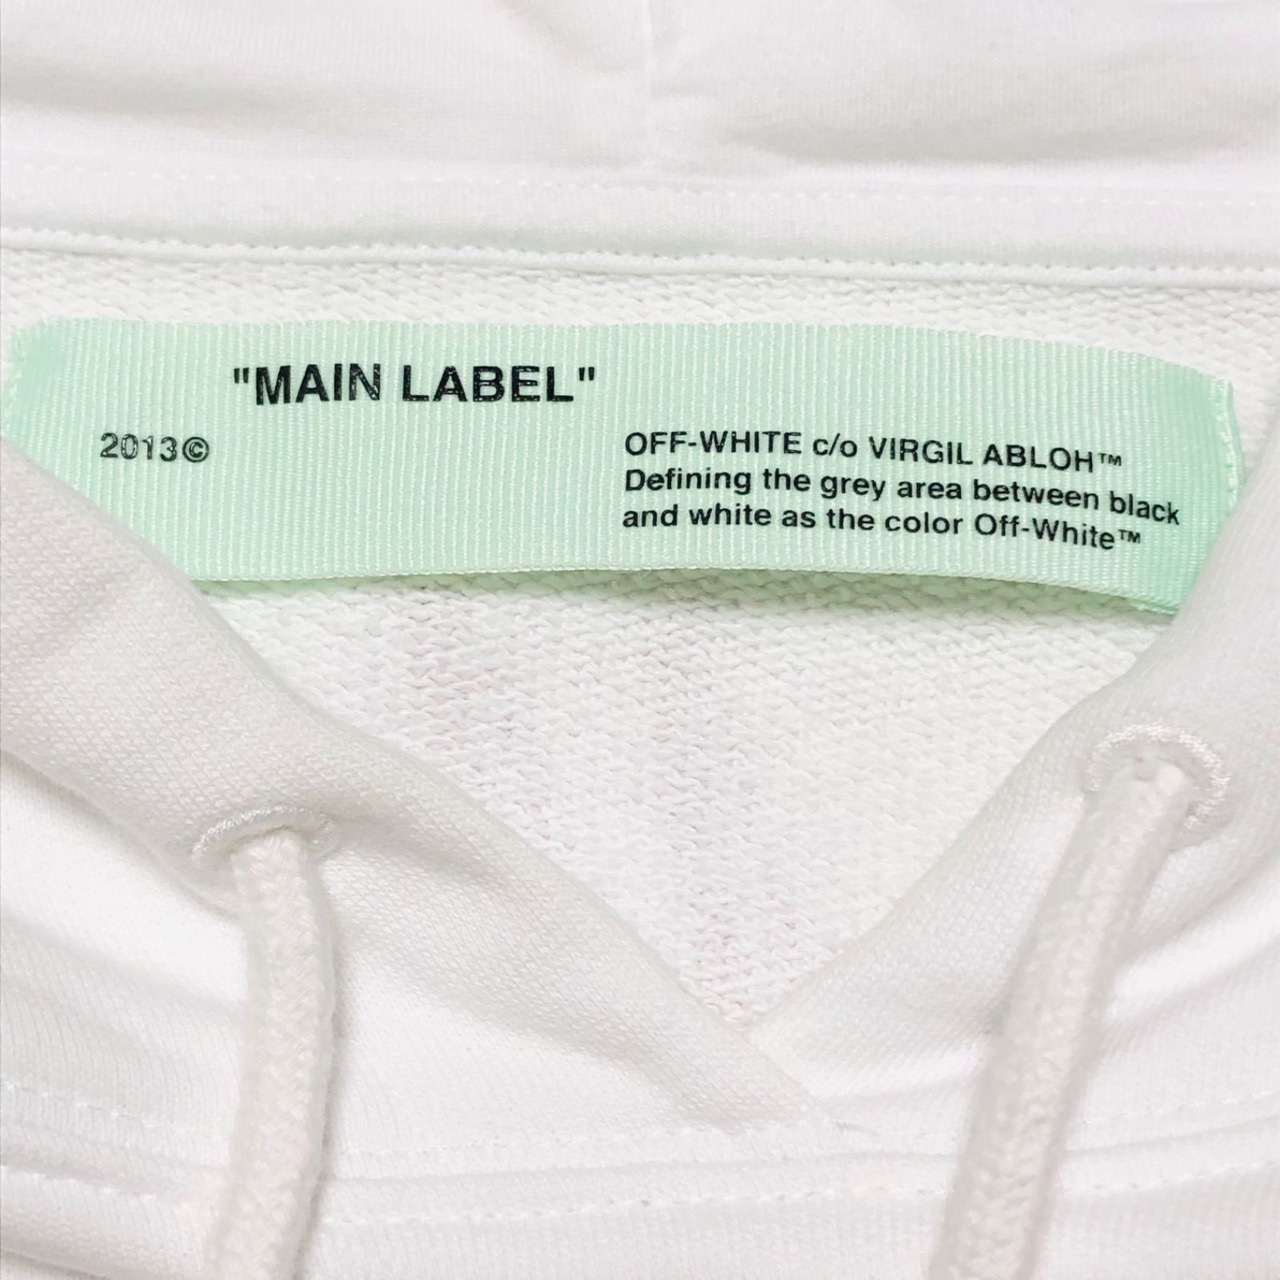 "MAIN LABEL"
2013©
OFF-WHITE c/o VIRGIL ABLOH™
Defining the grey area between black
and white as the color Off-White™